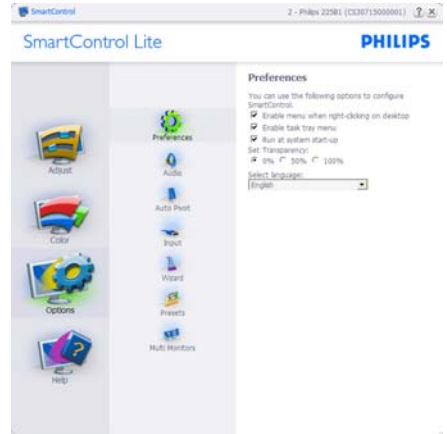 SmartControl
2 - Philips 225B1 (CS30715000001)
SmartControl Lite
PHILIPS
Adjust
Color
Options
Help
Preferences
Audio
Auto Pivot
Input
Wizard
Presets
Multi Monitors
Preferences
You can use the following options to configure
SmartControl.
Enable menu when right-clicking on desktop
Enable task tray menu
Run at system start-up
Set Transparency:
0% 50% 100%
Select language:
English